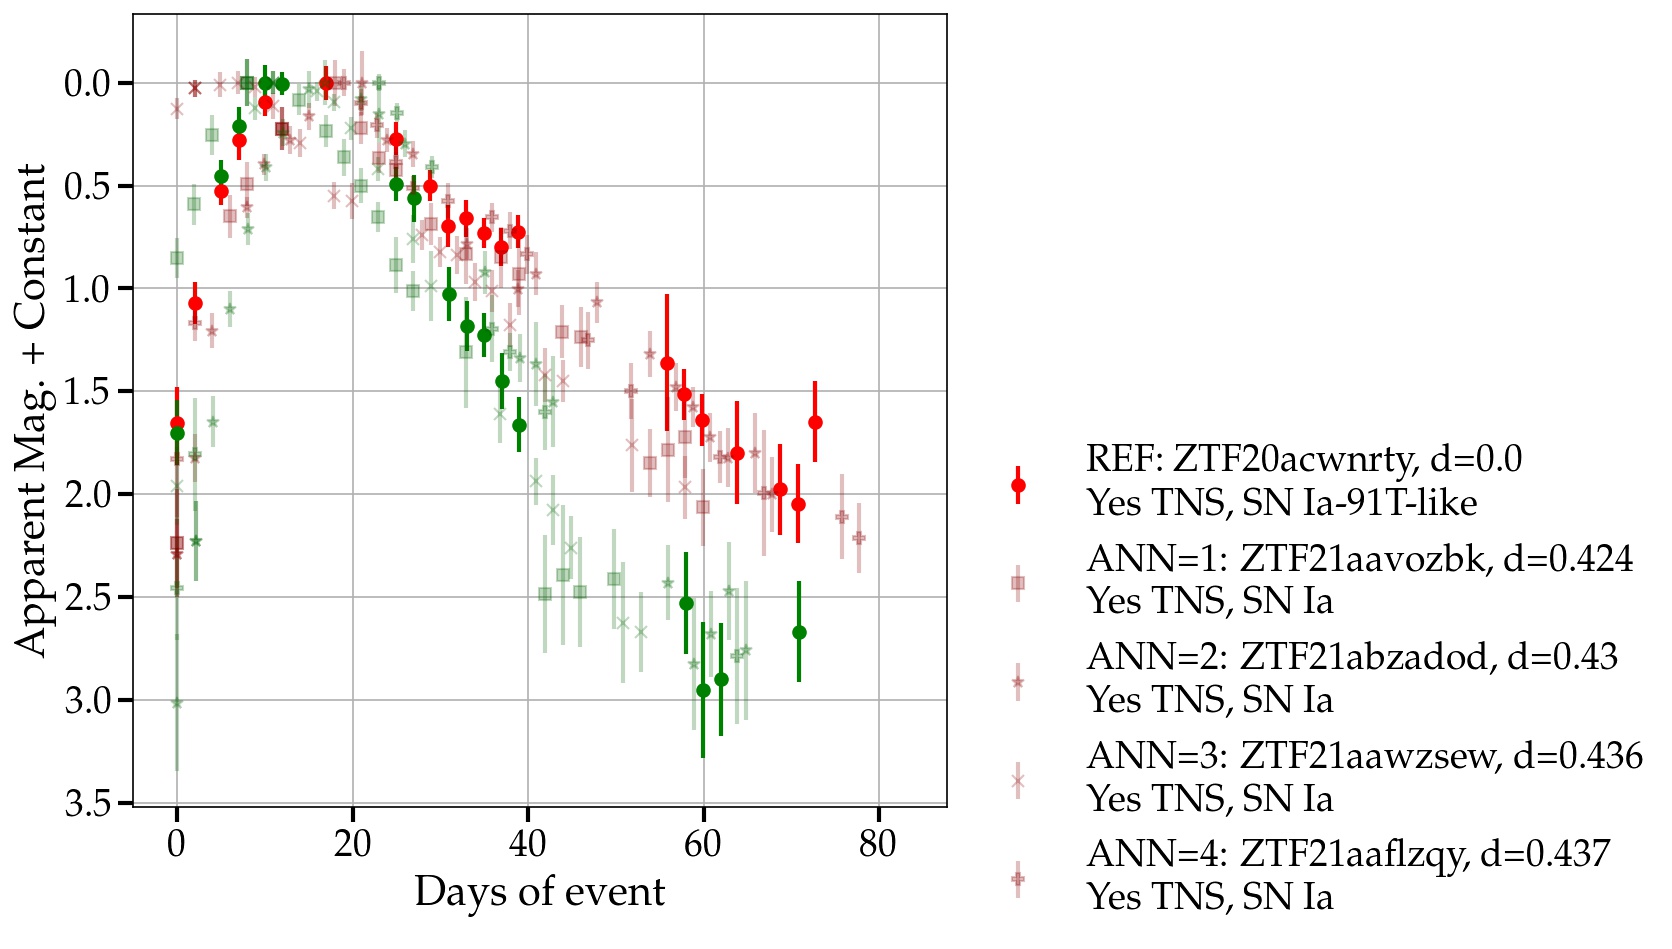 Apparent Mag. + Constant
0.0
0.5
1.0
1.5
2.0
2.5
3.0
3.5
0
20
40
60
80
Days of event
REF: ZTF20acwnrty, d=0.0
Yes TNS, SN Ia-91T-like
ANN=1: ZTF21aavozbk, d=0.424
Yes TNS, SN Ia
ANN=2: ZTF21abzadod, d=0.43
Yes TNS, SN Ia
ANN=3: ZTF21aawzsew, d=0.436
Yes TNS, SN Ia
ANN=4: ZTF21aaflzqy, d=0.437
Yes TNS, SN Ia